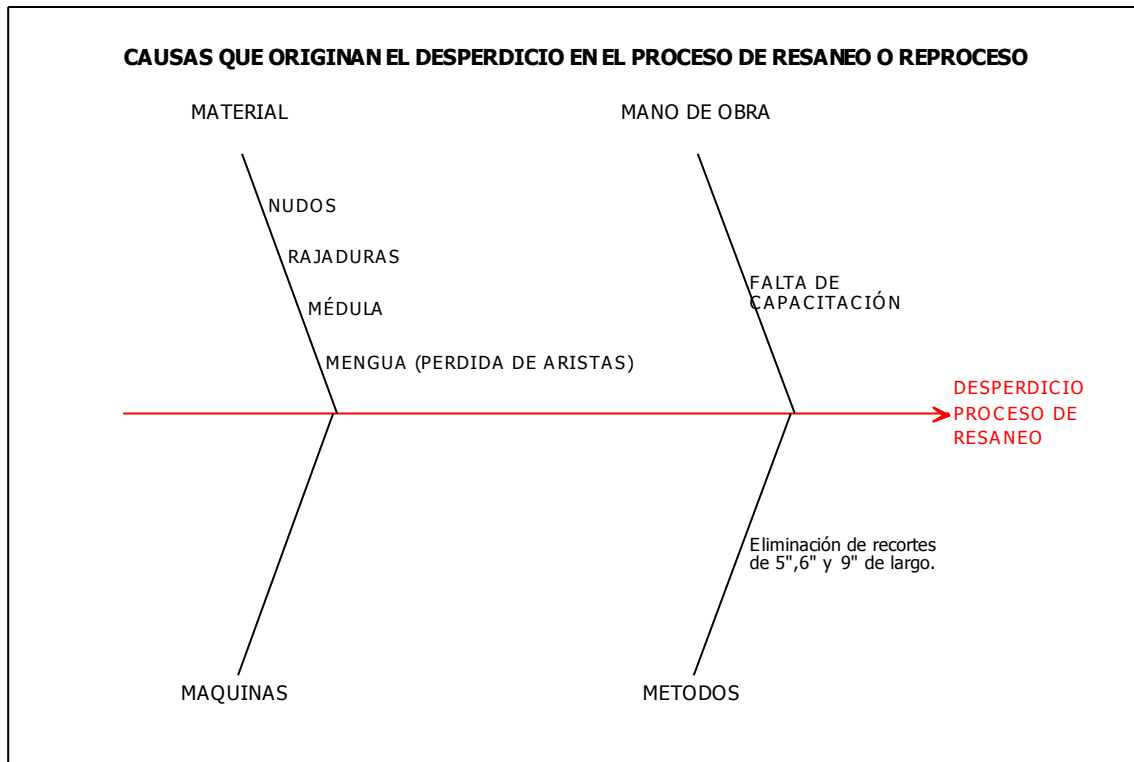 CAUSAS QUE ORIGINAN EL DESPERDICIO EN EL PROCESO DE RESANEO O REPROCESO
MATERIAL
MANO DE OBRA
NUDOS
RAJADURAS
MÉDULA
MENGUA (PERDIDA DE ARISTAS)
FALTA DE
CAPACITACIÓN
DESPERDICIO
PROCESO DE
RESANEO
Eliminación de recortes
de 5",6" y 9" de largo.
MAQUINAS
METODOS